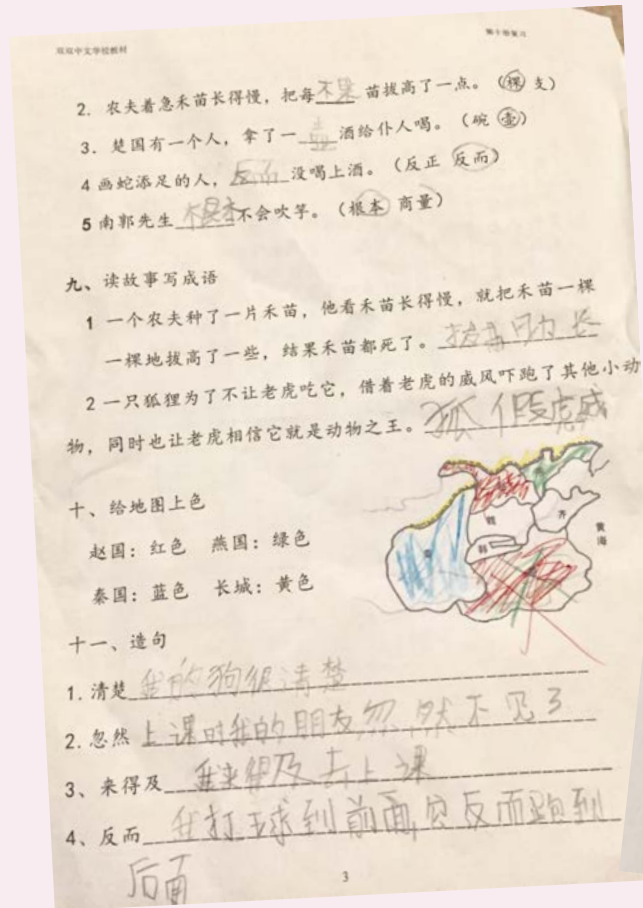 双双中文学校教材
第十册复习
2. 农夫着急禾苗长得慢，把每棵苗拔高了一点。（棵 支）
3. 楚国有一个人，拿了一壶酒给仆人喝。（碗 壶）
4 画蛇添足的人，反而没喝上酒。（反正 反而）
5 南郭先生根本不会吹竽。（根本 商量）
九、读故事写成语
1 一个农夫种了一片禾苗，他看禾苗长得慢，就把禾苗一棵
一棵地拔高了一些，结果禾苗都死了。拔苗助长
2 一只狐狸为了不让老虎吃它，借着老虎的威风吓跑了其他小动
物，同时也让老虎相信它就是动物之王。狐假虎威
十、给地图上色
赵国：红色 燕国：绿色
秦国：蓝色 长城：黄色
魏
齐
韩
黄海
十一、造句
1. 清楚 我的狗很清楚
2. 忽然 上课时我的朋友忽然不见了
3、来得及 我来得及去上课
4、反而 我打球到前面,它反而跑到
后面
3